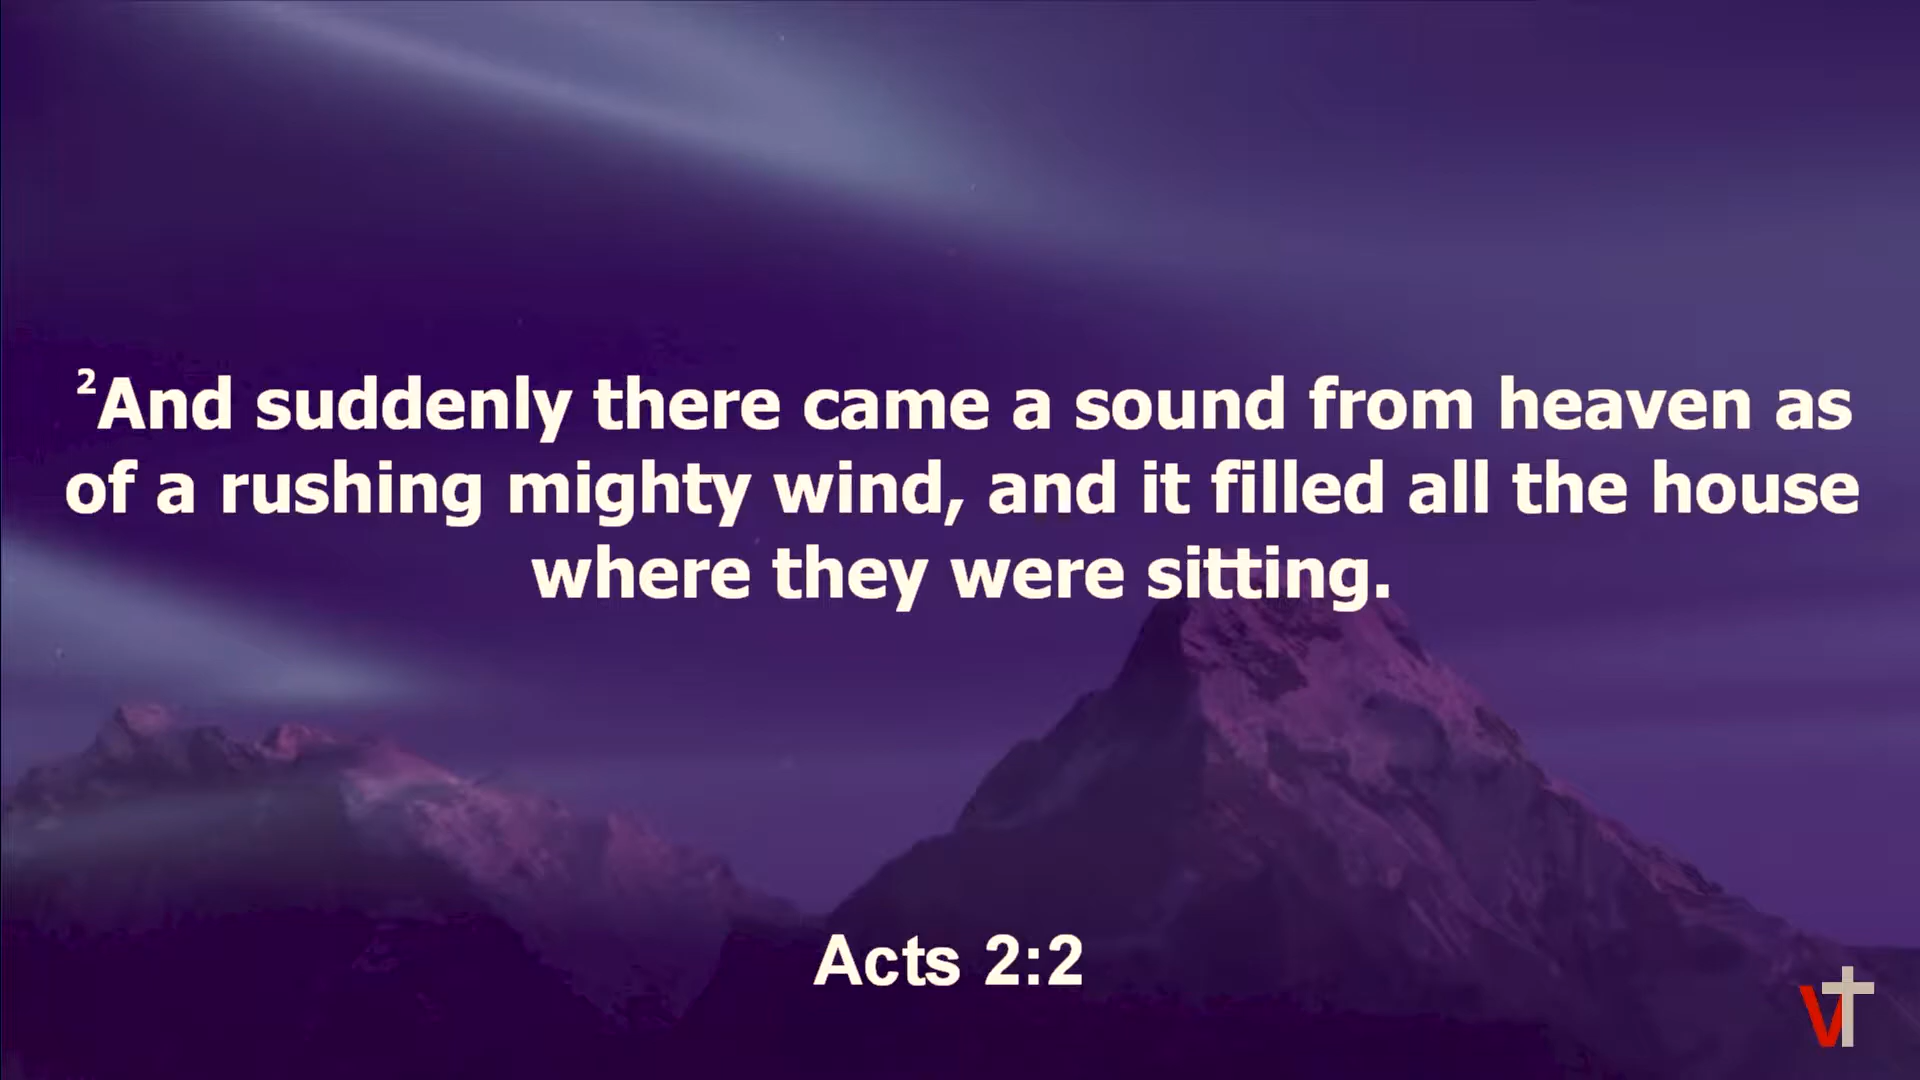 ²And suddenly there came a sound from heaven as
of a rushing mighty wind, and it filled all the house
where they were sitting.
Acts 2:2
VT